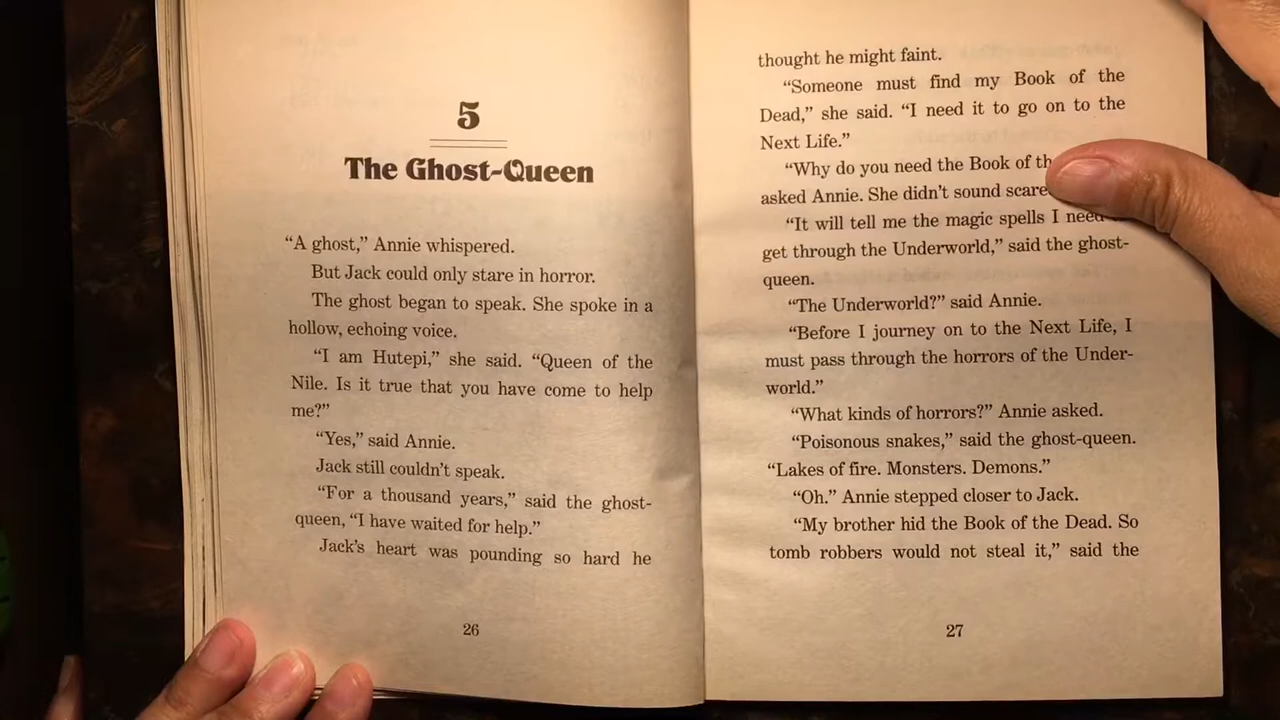 5
The Ghost-Queen
“A ghost,” Annie whispered.
But Jack could only stare in horror.
The ghost began to speak. She spoke in a
hollow, echoing voice.
“I am Hutepi,” she said. “Queen of the
Nile. Is it true that you have come to help
me?”
“Yes,” said Annie.
Jack still couldn’t speak.
“For a thousand years,” said the ghost-
queen, “I have waited for help.”
Jack’s heart was pounding so hard he
26
thought he might faint.
“Someone must find my Book of the
Dead,” she said. “I need it to go on to the
Next Life.”
“Why do you need the Book of
asked Annie. She didn’t sound
“It will tell me the magic spells I need
get through the Underworld,” said the ghost-
queen.
“The Underworld?” said Annie.
“Before I journey on to the Next Life, I
must pass through the horrors of the Under-
world.”
“What kinds of horrors?” Annie asked.
“Poisonous snakes,” said the ghost-queen.
“Lakes of fire. Monsters. Demons.”
“Oh.” Annie stepped closer to Jack.
“My brother hid the Book of the Dead. So
tomb robbers would not steal it,” said the
27